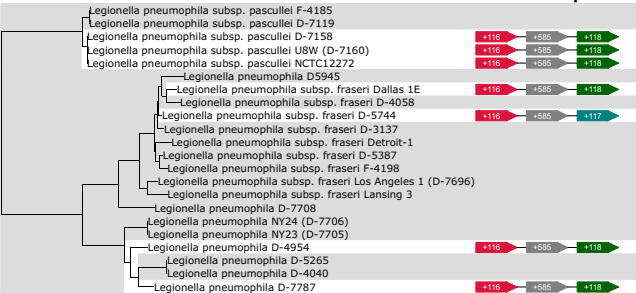 Legionella pneumophila subsp. pascullei F-4185
Legionella pneumophila subsp. pascullei D-7119
Legionella pneumophila subsp. pascullei D-7158 +116 +585 +118
Legionella pneumophila subsp. pascullei U8W (D-7160) +116 +585 +118
Legionella pneumophila subsp. pascullei NCTC12272 +116 +585 +118
Legionella pneumophila D5945
Legionella pneumophila subsp. fraseri Dallas 1E +116 +585 +118
Legionella pneumophila subsp. fraseri D-4058
Legionella pneumophila subsp. fraseri D-5744 +116 +585 +117
Legionella pneumophila subsp. fraseri D-3137
Legionella pneumophila subsp. fraseri Detroit-1
Legionella pneumophila subsp. fraseri D-5387
Legionella pneumophila subsp. fraseri F-4198
Legionella pneumophila subsp. fraseri Los Angeles 1 (D-7696)
Legionella pneumophila subsp. fraseri Lansing 3
Legionella pneumophila D-7708
Legionella pneumophila NY24 (D-7706)
Legionella pneumophila NY23 (D-7705)
Legionella pneumophila D-4954 +116 +585 +118
Legionella pneumophila D-5265
Legionella pneumophila D-4040
Legionella pneumophila D-7787 +116 +585 +118